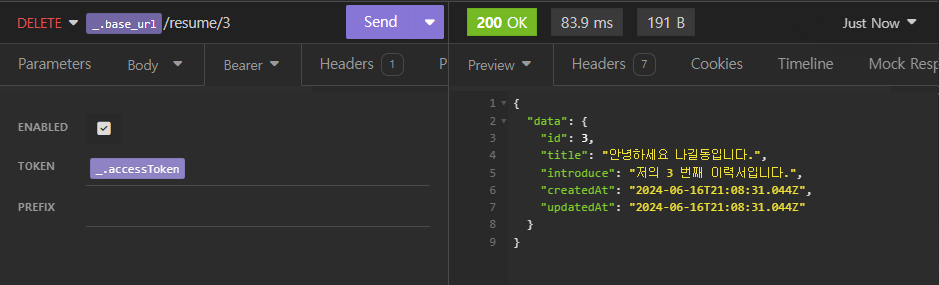 DELETE _.base_url /resume/3 Send
200 OK 83.9 ms 191 B Just Now
Parameters Body Bearer Headers 1 P
Preview Headers 7 Cookies Timeline Mock Resp
ENABLED
TOKEN _.accessToken
PREFIX
1 {
2 "data": {
3 "id": 3,
4 "title": "안녕하세요 나길동입니다.",
5 "introduce": "저의 3 번째 이력서입니다.",
6 "createdAt": "2024-06-16T21:08:31.044Z",
7 "updatedAt": "2024-06-16T21:08:31.044Z"
8 }
9 }